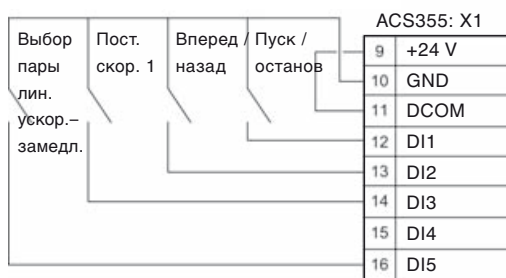 ACS355: X1
Выбор
пары
лин.
ускор.–
замедл.
Пост.
скор. 1
Вперед /
назад
Пуск /
останов
9 +24 V
10 GND
11 DCOM
12 DI1
13 DI2
14 DI3
15 DI4
16 DI5